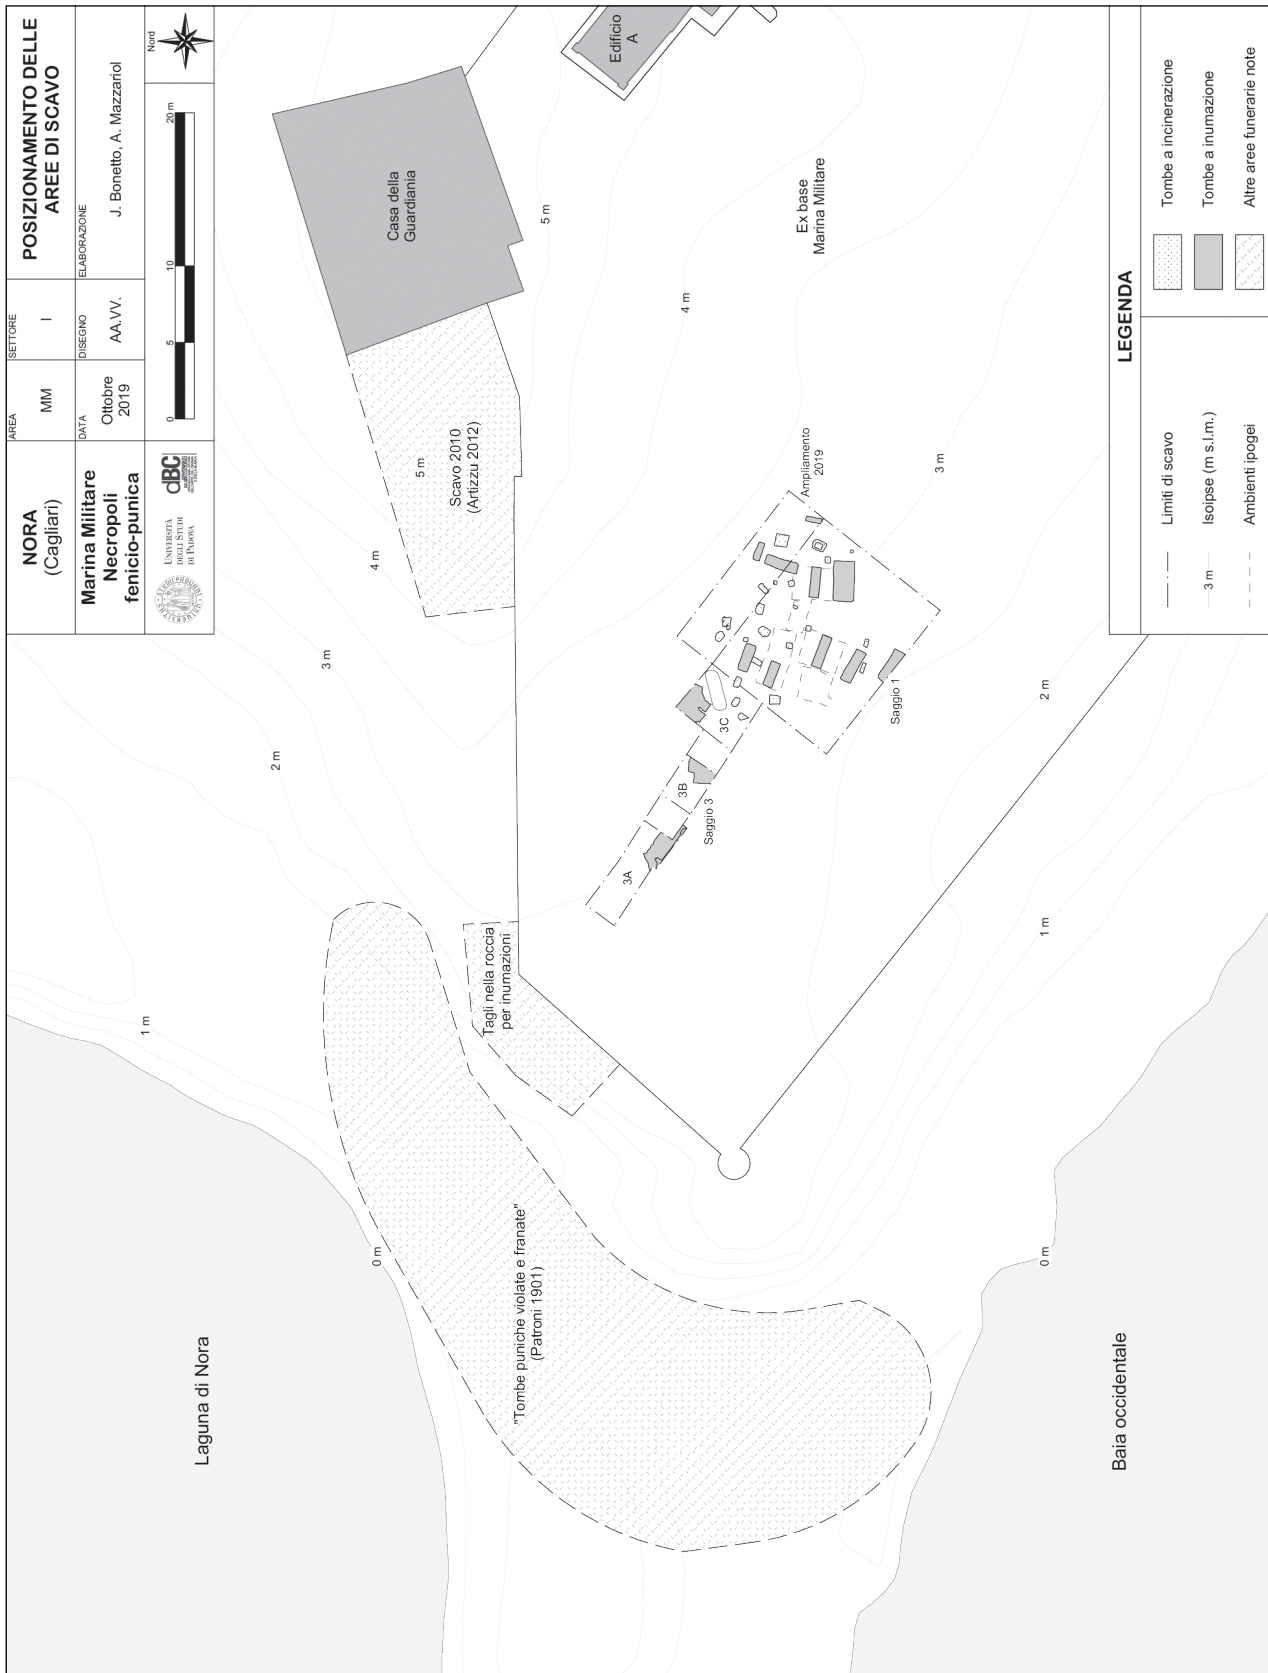 NORA
(Cagliari)
AREA
MM
SETTORE
I
POSIZIONAMENTO DELLE
AREE DI SCAVO
Marina Militare
Necropoli
fenicio-punica
DATA
Ottobre
2019
DISEGNO
AA.VV.
ELABORAZIONE
J. Bonetto, A. Mazzariol
UNIVERSITÀ
DEGLI STUDI
DI PADOVA
dBC
0
5
10
20 m
Nord
Laguna di Nora
1 m
2 m
3 m
4 m
0 m
5 m
Scavo 2010
(Artizzu 2012)
Casa della
Guardiania
Edificio
A
5 m
4 m
Ex base
Marina Militare
3 m
Tagli nella roccia
per inumazioni
"Tombe puniche violate e franate"
(Patroni 1901)
3A
3B
3C
Saggio 3
Ampliamento
2019
Saggio 1
2 m
1 m
0 m
Baia occidentale
LEGENDA
Limiti di scavo
3 m
Isoipse (m s.l.m.)
Ambienti ipogei
Tombe a incinerazione
Tombe a inumazione
Altre aree funerarie note